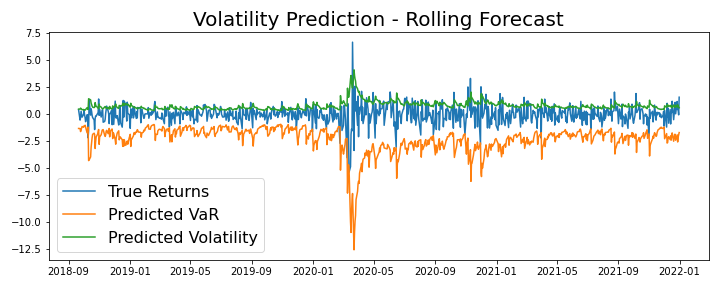 Volatility Prediction - Rolling Forecast
7.5
5.0
2.5
0.0
−2.5
−5.0
−7.5
−10.0
−12.5
True Returns
Predicted VaR
Predicted Volatility
2018-09 2019-01 2019-05 2019-09 2020-01 2020-05 2020-09 2021-01 2021-05 2021-09 2022-01